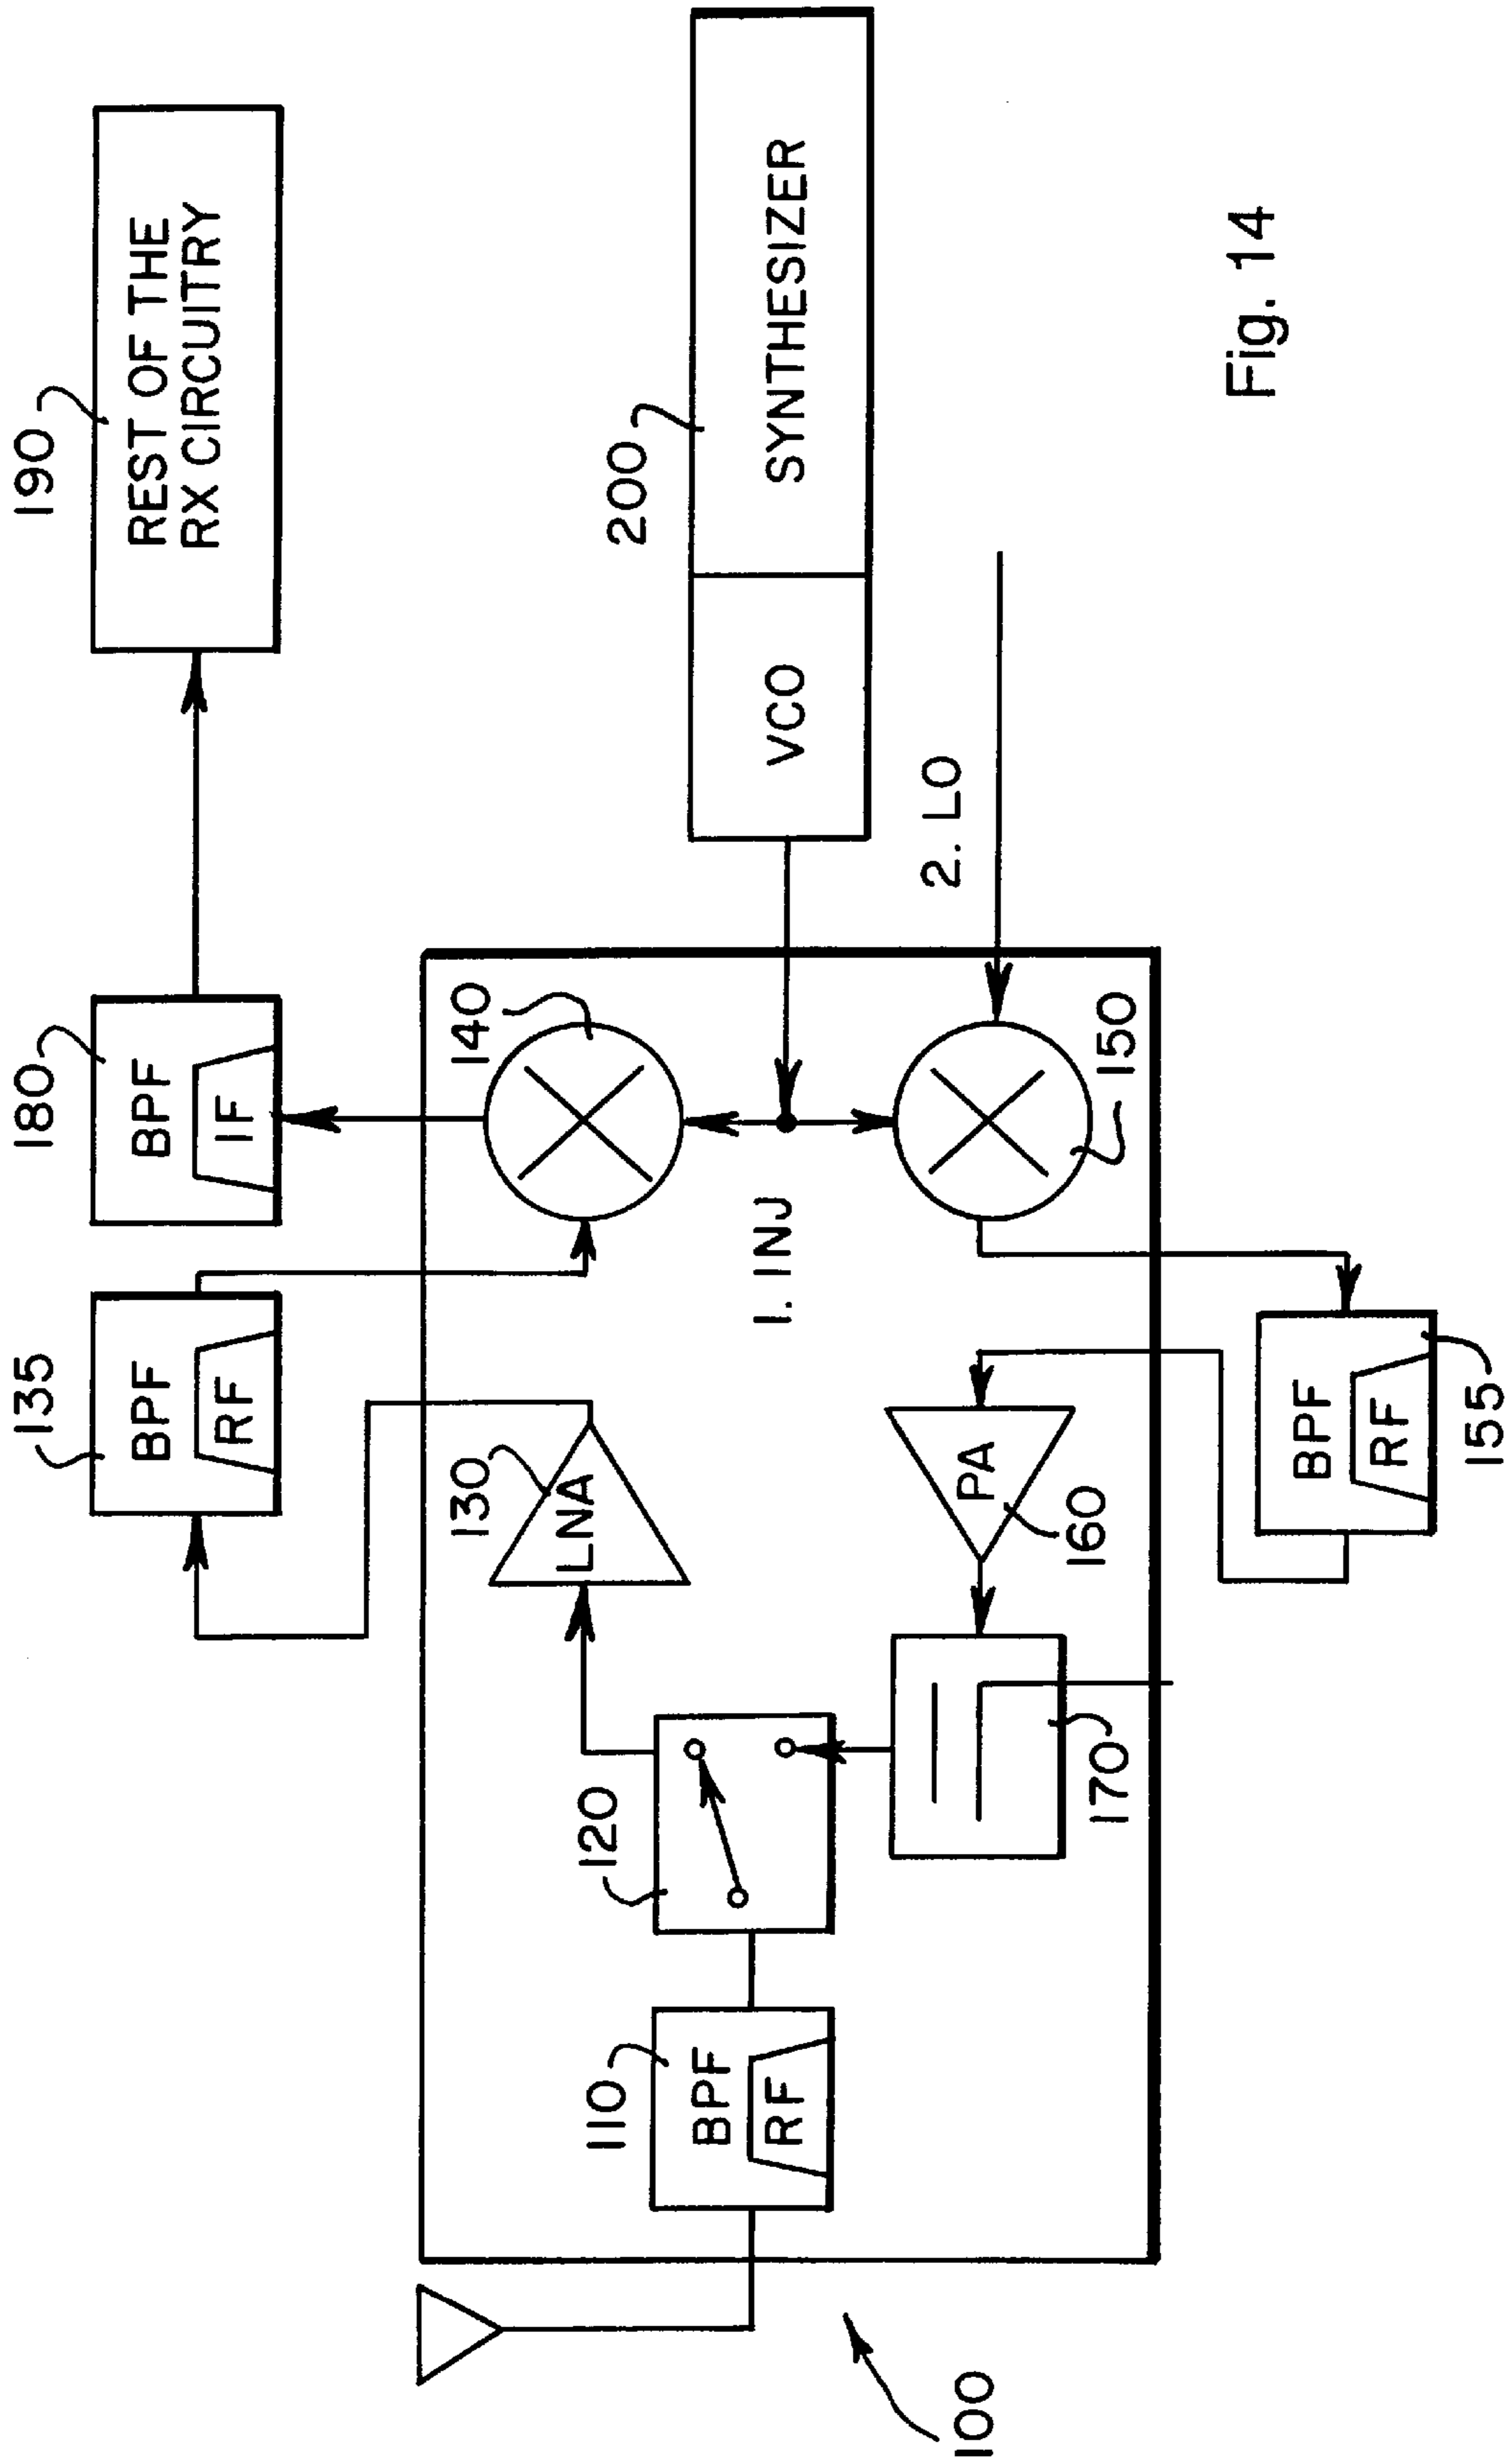 190
REST OF THE
RX CIRCUITRY
180
BPF
IF
135
BPF
RF
200
SYNTHESIZER
VCO
2. LO
140
130
LNA
1. INJ
150
120
PA
160
110
BPF
RF
170
BPF
RF
155
100
Fig. 14